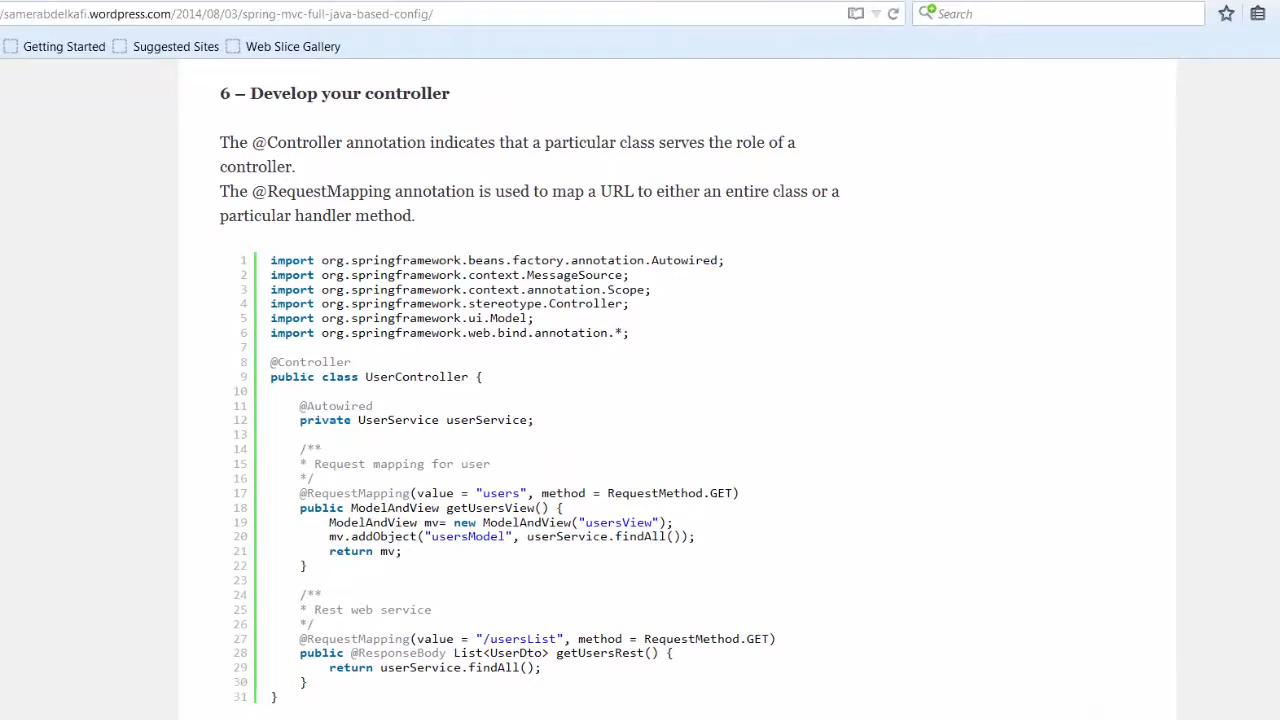 /samerabdelkafi.wordpress.com/2014/08/03/spring-mvc-full-java-based-config/
Search
Getting Started
Suggested Sites
Web Slice Gallery
6 – Develop your controller
The @Controller annotation indicates that a particular class serves the role of a
controller.
The @RequestMapping annotation is used to map a URL to either an entire class or a
particular handler method.
1 import org.springframework.beans.factory.annotation.Autowired;
2 import org.springframework.context.MessageSource;
3 import org.springframework.context.annotation.Scope;
4 import org.springframework.stereotype.Controller;
5 import org.springframework.ui.Model;
6 import org.springframework.web.bind.annotation.*;
7
8 @Controller
9 public class UserController {
10
11 @Autowired
12 private UserService userService;
13
14 /**
15 * Request mapping for user
16 */
17 @RequestMapping(value = "users", method = RequestMethod.GET)
18 public ModelAndView getUsersView() {
19 ModelAndView mv= new ModelAndView("usersView");
20 mv.addObject("usersModel", userService.findAll());
21 return mv;
22 }
23
24 /**
25 * Rest web service
26 */
27 @RequestMapping(value = "/usersList", method = RequestMethod.GET)
28 public @ResponseBody List<UserDto> getUsersRest() {
29 return userService.findAll();
30 }
31 }